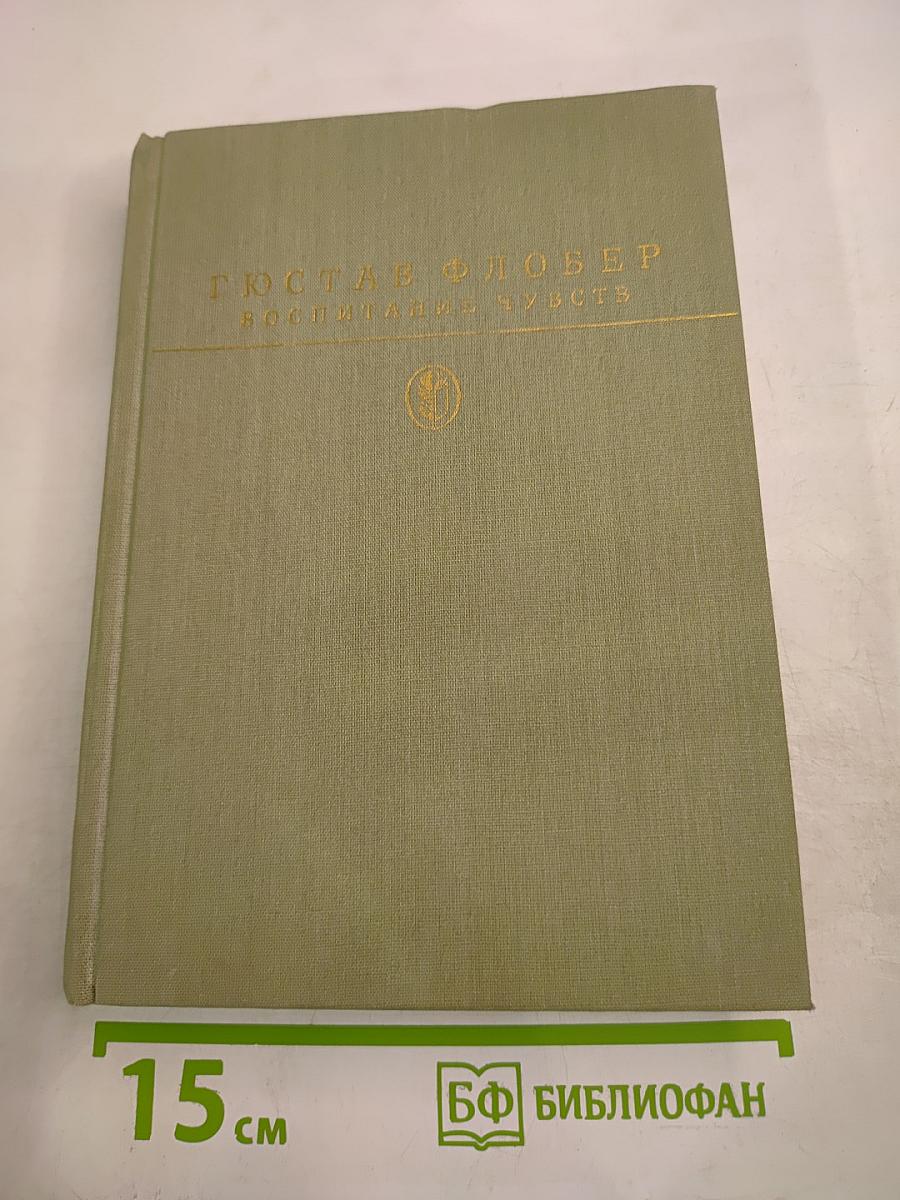 ГЮСТАВ ФЛОБЕР
ВОСПИТАНИЕ ЧУВСТВ
15 см
БФ БИБЛИОФАН